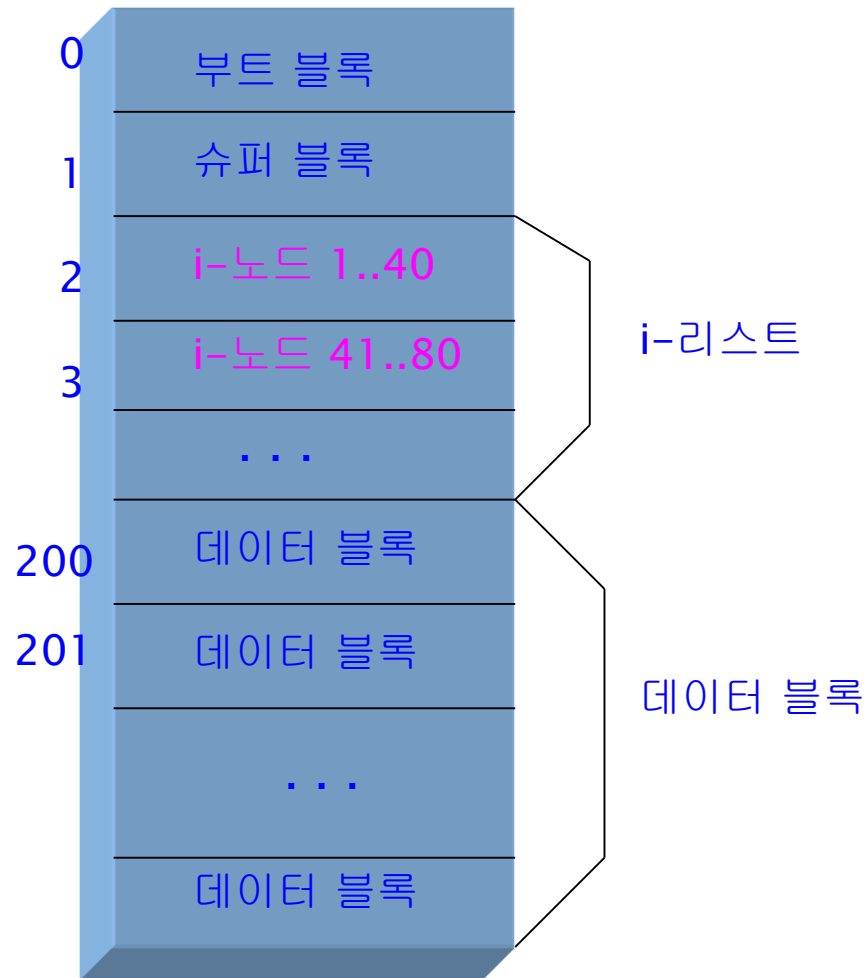 0
부트 블록
1
슈퍼 블록
2
i-노드 1..40
3
i-노드 41..80
i-리스트
...
200
데이터 블록
201
데이터 블록
데이터 블록
...
데이터 블록